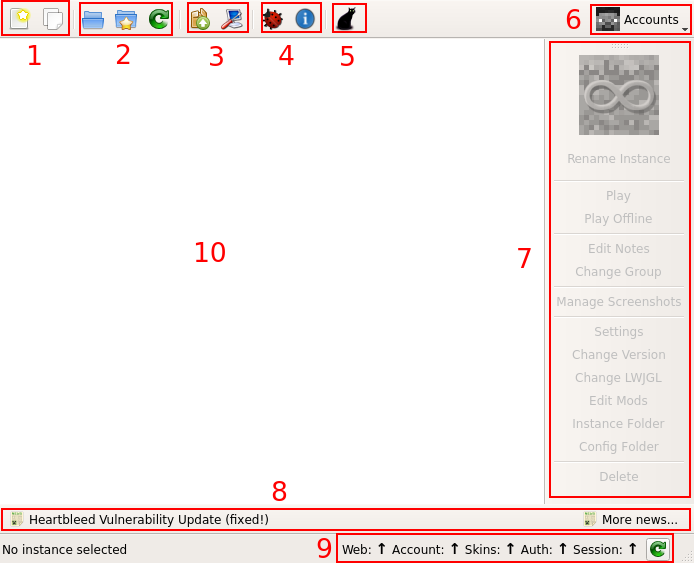 6 Accounts
1 2 3 4 5
Rename Instance
Play
Play Offline
10
7
Edit Notes
Change Group
Manage Screenshots
Settings
Change Version
Change LWJGL
Edit Mods
Instance Folder
Config Folder
Delete
8
Heartbleed Vulnerability Update (fixed!) More news...
No instance selected 9 Web: ↑ Account: ↑ Skins: ↑ Auth: ↑ Session: ↑